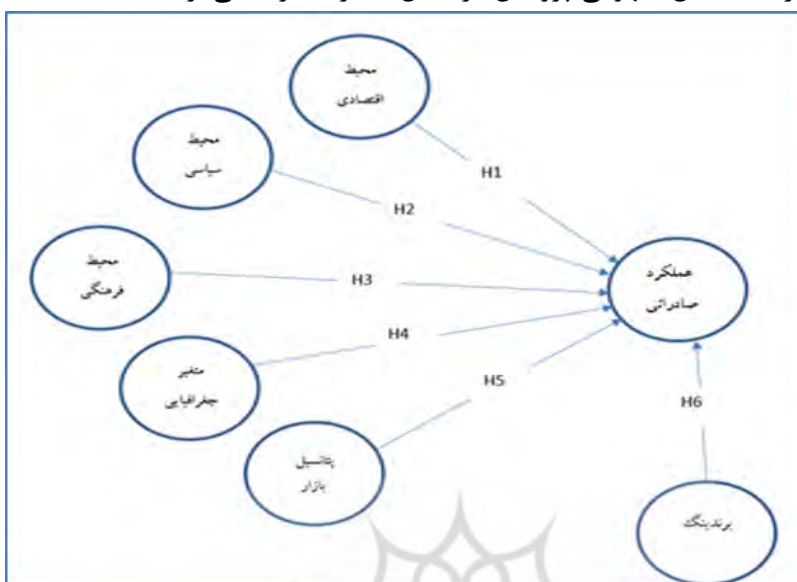 محیط
اقتصادی
محیط
سیاسی
محیط
فرهنگی
متغیر
جغرافیایی
پتانسیل
بازار
عملکرد
صادراتی
برندینگ
H1
H2
H3
H4
H5
H6